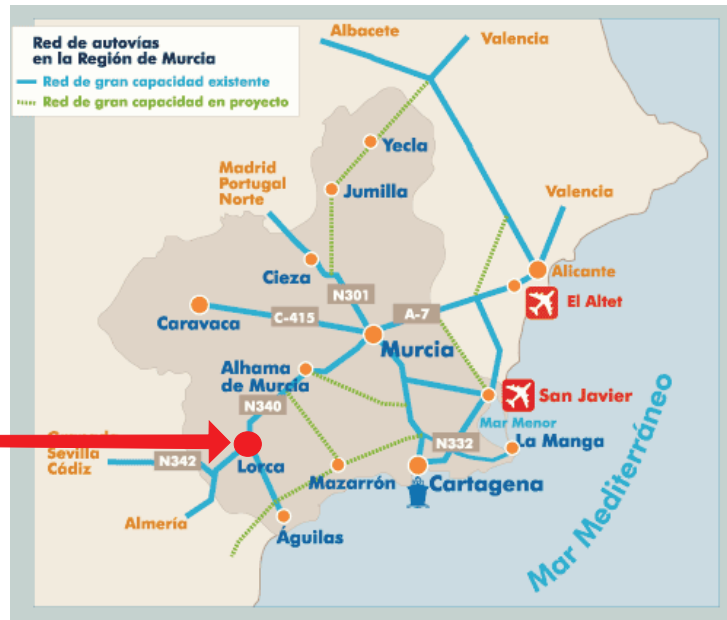 Red de autovías
en la Región de Murcia
Red de gran capacidad existente
Red de gran capacidad en proyecto
Albacete
Valencia
Yecla
Madrid
Portugal
Norte
Jumilla
Valencia
Cieza
Alicante
N301
El Altet
Caravaca
C-415
A-7
Murcia
Alhama
de Murcia
San Javier
N340
Mar Menor
La Manga
N332
Sevilla
Cádiz
N342
Lorca
Mazarrón
Cartagena
Almería
Águilas
Mar Mediterráneo